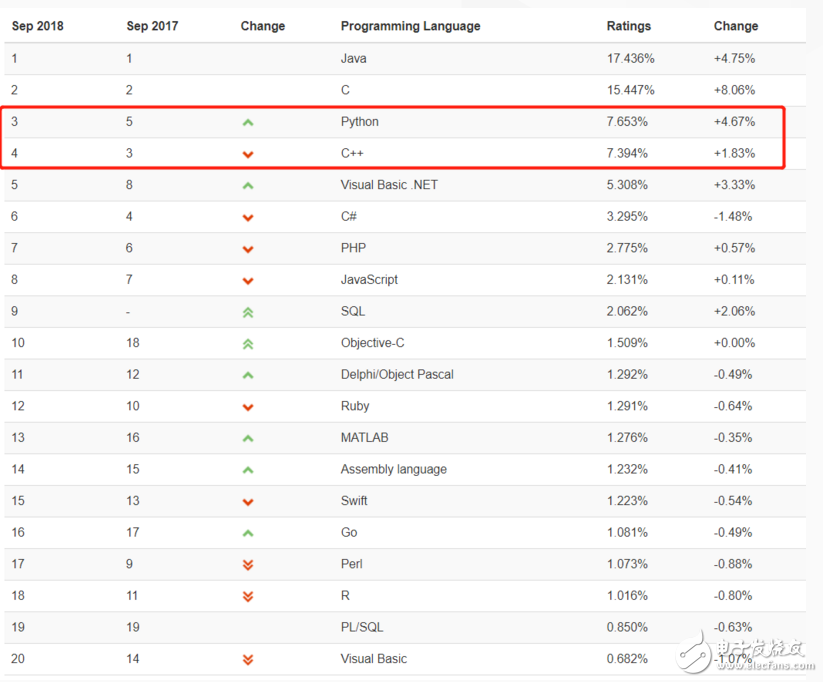 Sep 2018 Sep 2017 Change Programming Language Ratings Change
1 1 Java 17.436% +4.75%
2 2 C 15.447% +8.06%
3 5 Python 7.653% +4.67%
4 3 C++ 7.394% +1.83%
5 8 Visual Basic .NET 5.308% +3.33%
6 4 C# 3.295% -1.48%
7 6 PHP 2.775% +0.57%
8 7 JavaScript 2.131% +0.11%
9 - SQL 2.062% +2.06%
10 18 Objective-C 1.509% +0.00%
11 12 Delphi/Object Pascal 1.292% -0.49%
12 10 Ruby 1.291% -0.64%
13 16 MATLAB 1.276% -0.35%
14 15 Assembly language 1.232% -0.41%
15 13 Swift 1.223% -0.54%
16 17 Go 1.081% -0.49%
17 9 Perl 1.073% -0.88%
18 11 R 1.016% -0.80%
19 19 PL/SQL 0.850% -0.63%
20 14 Visual Basic 0.682% -1.07%
电子发烧友
www.elecfans.com